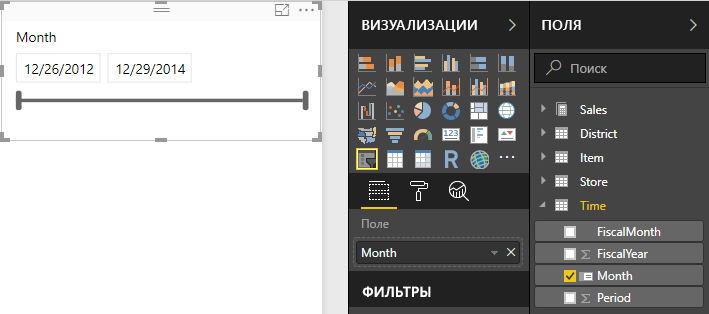 Month
12/26/2012 12/29/2014
ВИЗУАЛИЗАЦИИ
123
R
Поле
Month
ФИЛЬТРЫ
ПОЛЯ
Поиск
Sales
District
Item
Store
Time
FiscalMonth
Σ FiscalYear
Month
Σ Period